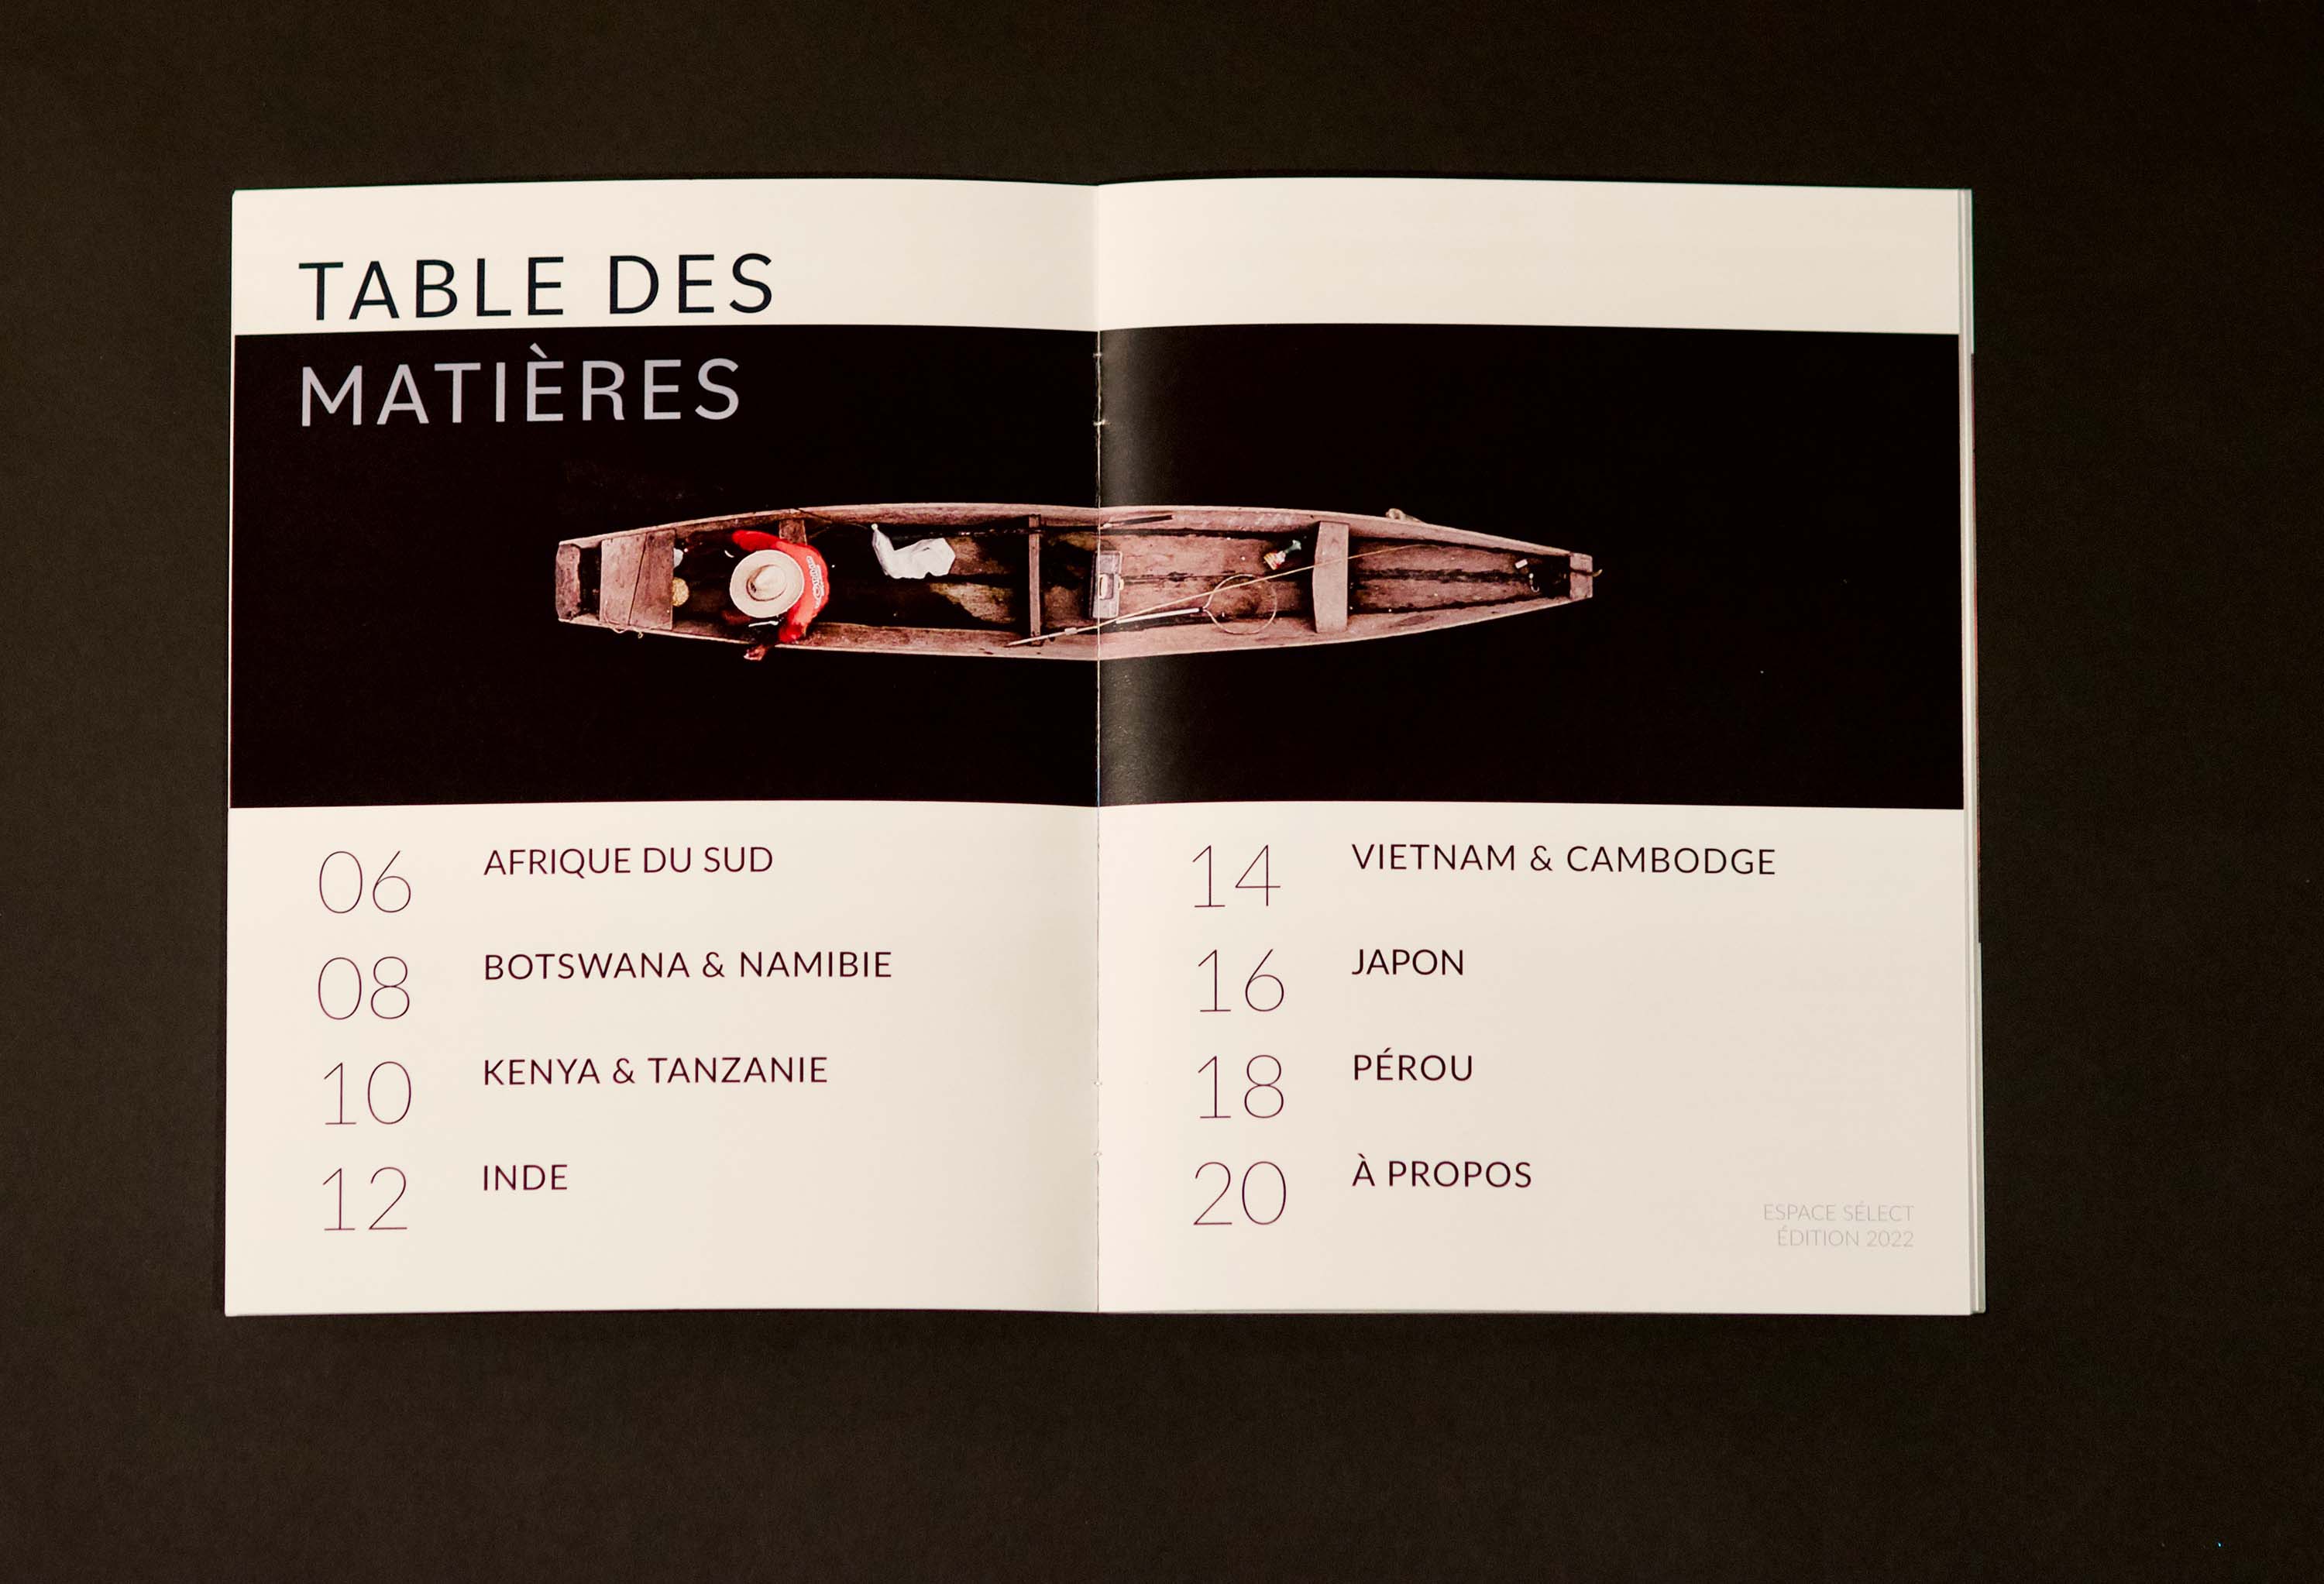 TABLE DES
MATIÈRES
06 AFRIQUE DU SUD
08 BOTSWANA & NAMIBIE
10 KENYA & TANZANIE
12 INDE
14 VIETNAM & CAMBODGE
16 JAPON
18 PÉROU
20 À PROPOS
ESPACE SÉLECT
ÉDITION 2022